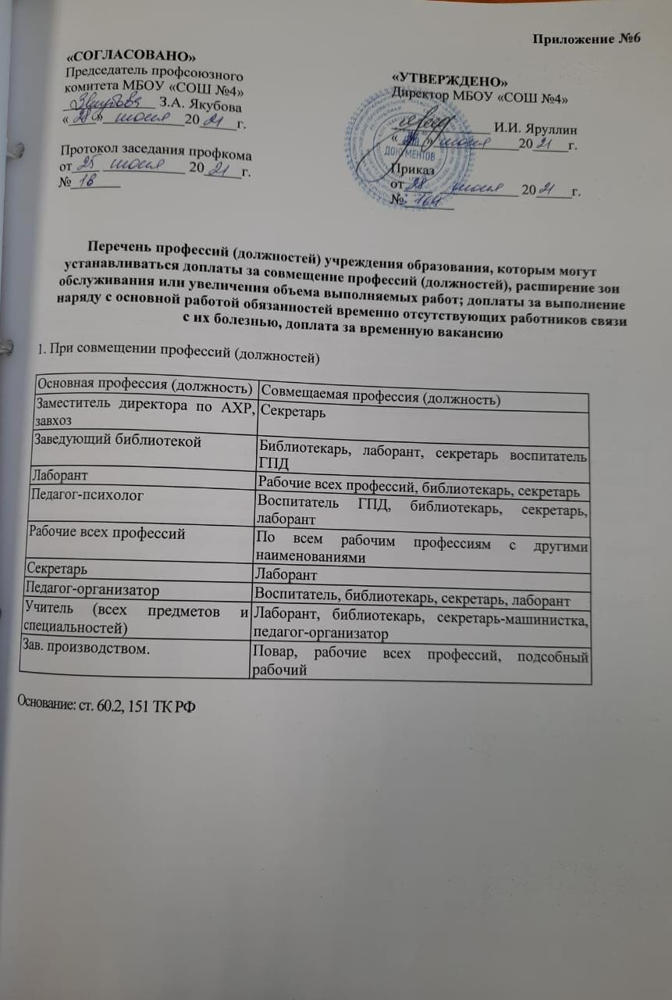 Приложение №6
«СОГЛАСОВАНО»
Председатель профсоюзного
комитета МБОУ «СОШ №4»
З.А. Якубова
« 28 » июня 20 21 г.
Протокол заседания профкома
от 25 июня 20 21 г.
№ 16
«УТВЕРЖДЕНО»
Директор МБОУ «СОШ №4»
И.И. Яруллин
« » июня 20 21 г.
ДОКУМЕНТОВ
Приказ
от 28 июня 20 21 г.
№ 164
Перечень профессий (должностей) учреждения образования, которым могут
устанавливаться доплаты за совмещение профессий (должностей), расширение зон
обслуживания или увеличения объема выполняемых работ; доплаты за выполнение
наряду с основной работой обязанностей временно отсутствующих работников связи
с их болезнью, доплата за временную вакансию
1. При совмещении профессий (должностей)
Основная профессия (должность) Совмещаемая профессия (должность)
Заместитель директора по АХР, завхоз
Секретарь
Заведующий библиотекой
Библиотекарь, лаборант, секретарь воспитатель
ГПД
Лаборант
Рабочие всех профессий, библиотекарь, секретарь
Педагог-психолог
Воспитатель ГПД, библиотекарь, секретарь,
лаборант
Рабочие всех профессий
По всем рабочим профессиям с другими
наименованиями
Секретарь
Лаборант
Педагог-организатор
Воспитатель, библиотекарь, секретарь, лаборант
Учитель (всех предметов и
специальностей)
Лаборант, библиотекарь, секретарь-машинистка,
педагог-организатор
Зав. производством.
Повар, рабочие всех профессий, подсобный
рабочий
Основание: ст. 60.2, 151 ТК РФ